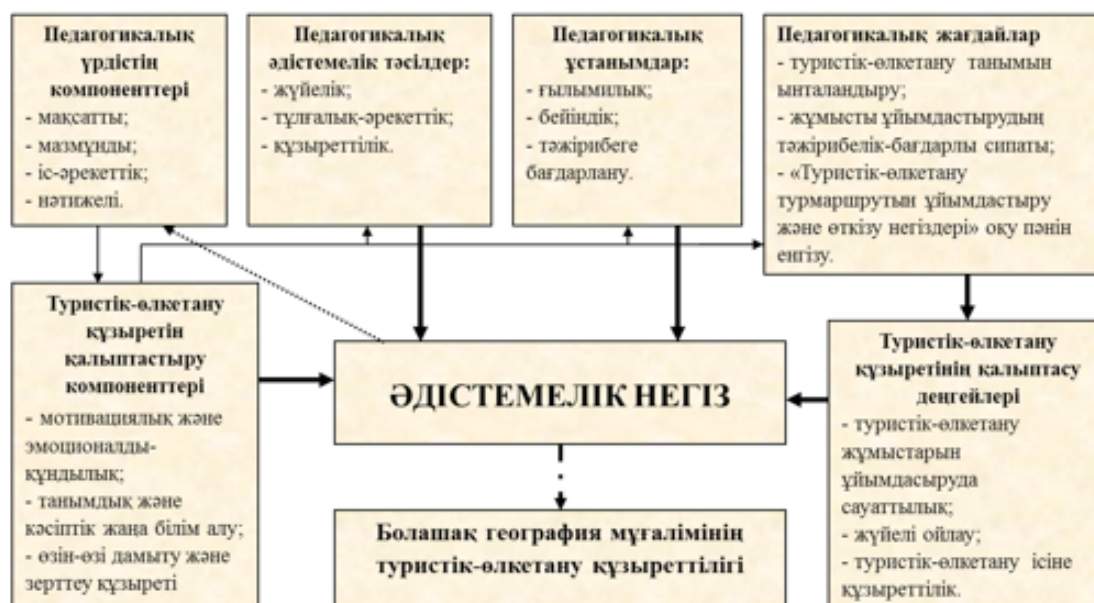 Педагогикалық
үрдістің
компоненттері
- мақсатты;
- мазмұнды;
- іс-әрекеттік;
- нәтижелі.
Педагогикалық
әдістемелік тәсілдер:
- жүйелік;
- тұлғалық-әрекеттік;
- құзыреттілік.
Педагогикалық
ұстанымдар:
- ғылымилық;
- бейіндік;
- тәжірибеге
бағдарлану.
Педагогикалық жағдайлар
- туристік-өлкетану танымын
ынталандыру;
- жұмысты ұйымдастырудың
тәжірибелік-бағдарлы сипаты;
- «Туристік-өлкетану
турмаршрутын ұйымдастыру
және өткізу негіздері» оқу пәнін
енгізу.
Туристік-өлкетану
құзыретін
қалыптастыру
компоненттері
- мотивациялық және
эмоционалды-
құндылық;
- танымдық және
кәсіптік жаңа білім алу;
- өзін-өзі дамыту және
зерттеу құзыреті
ӘДІСТЕМЕЛІК НЕГІЗ
Болашақ география мұғалімінің
туристік-өлкетану құзыреттілігі
Туристік-өлкетану
құзыретінің қалыптасу
деңгейлері
- туристік-өлкетану
жұмыстарын
ұйымдасыруда
сауаттылық;
- жүйелі ойлау;
- туристік-өлкетану ісіне
құзыреттілік.